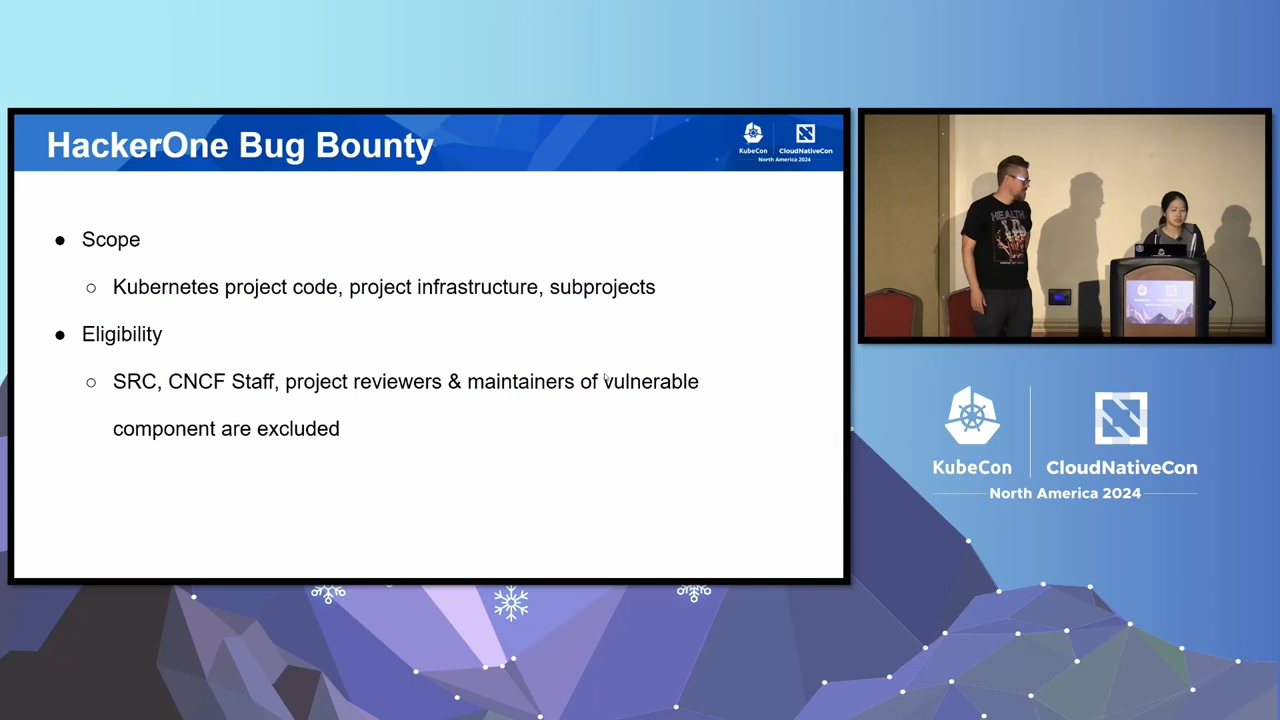 HackerOne Bug Bounty
KubeCon
CloudNativeCon
North America 2024
● Scope
○ Kubernetes project code, project infrastructure, subprojects
● Eligibility
○ SRC, CNCF Staff, project reviewers & maintainers of vulnerable
component are excluded
HEALTH
KubeCon
CloudNativeCon
North America 2024